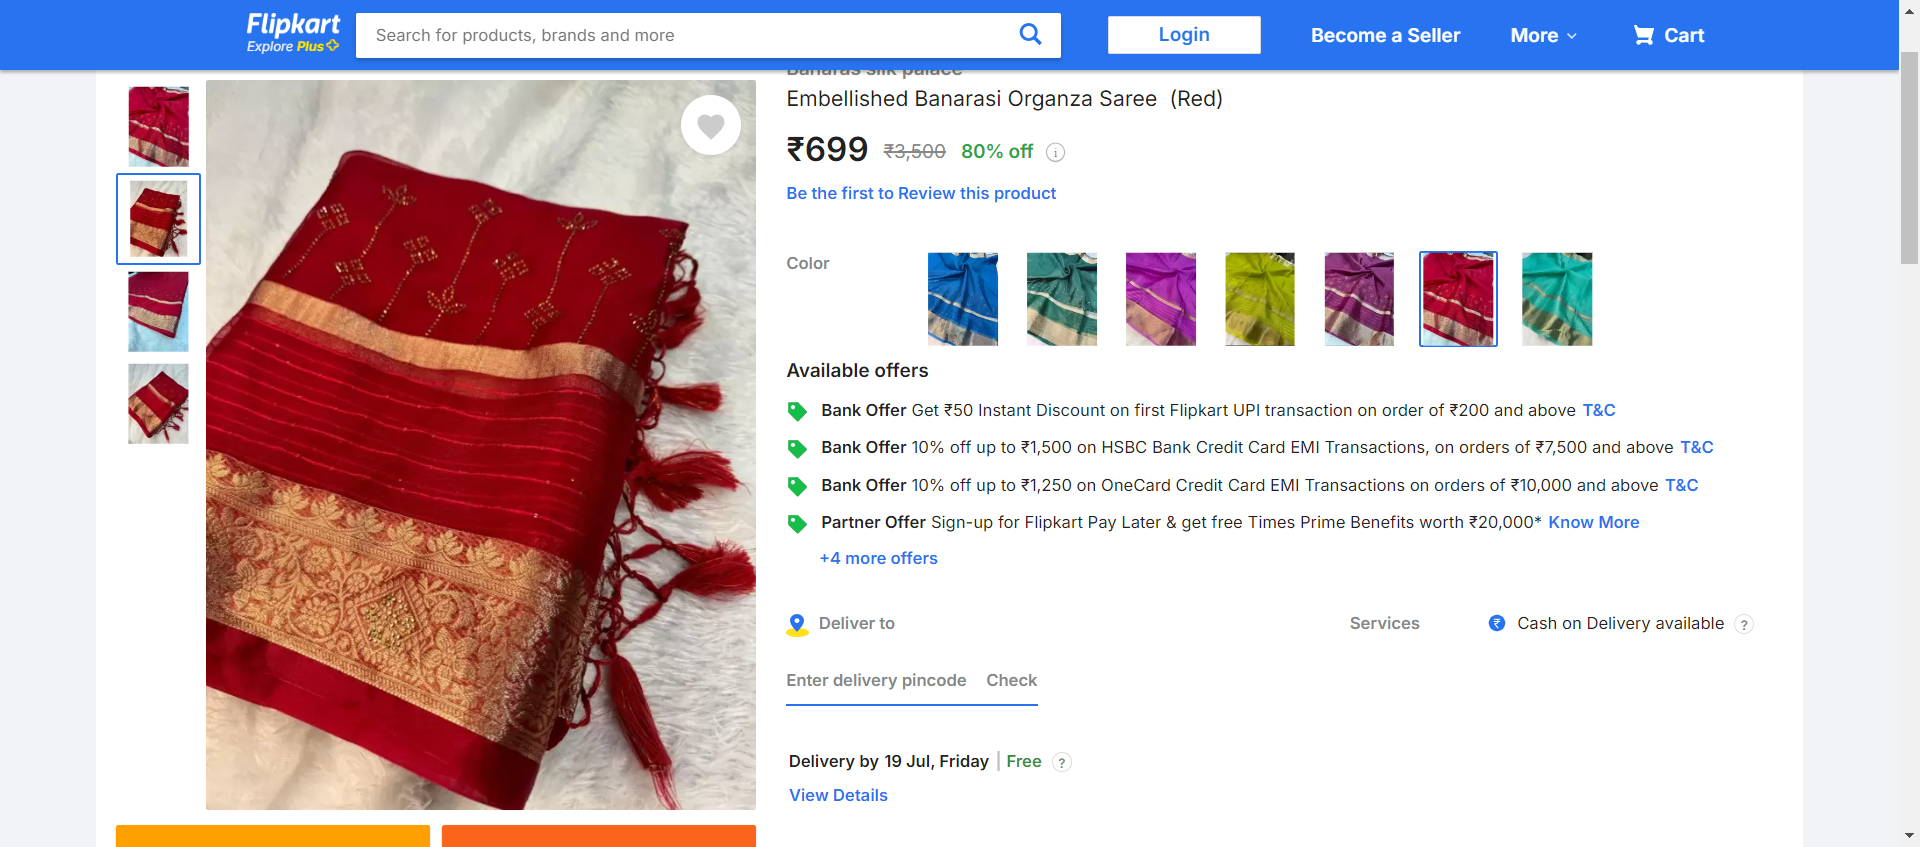 Flipkart
Explore Plus
Search for products, brands and more
Login
Become a Seller
More
Cart
Banaras silk palace
Embellished Banarasi Organza Saree (Red)
₹699 ₹3,500 80% off
Be the first to Review this product
Color
Available offers
Bank Offer Get ₹50 Instant Discount on first Flipkart UPI transaction on order of ₹200 and above T&C
Bank Offer 10% off up to ₹1,500 on HSBC Bank Credit Card EMI Transactions, on orders of ₹7,500 and above T&C
Bank Offer 10% off up to ₹1,250 on OneCard Credit Card EMI Transactions on orders of ₹10,000 and above T&C
Partner Offer Sign-up for Flipkart Pay Later & get free Times Prime Benefits worth ₹20,000* Know More
+4 more offers
Deliver to
Services
₹ Cash on Delivery available ?
Enter delivery pincode Check
Delivery by 19 Jul, Friday | Free ?
View Details